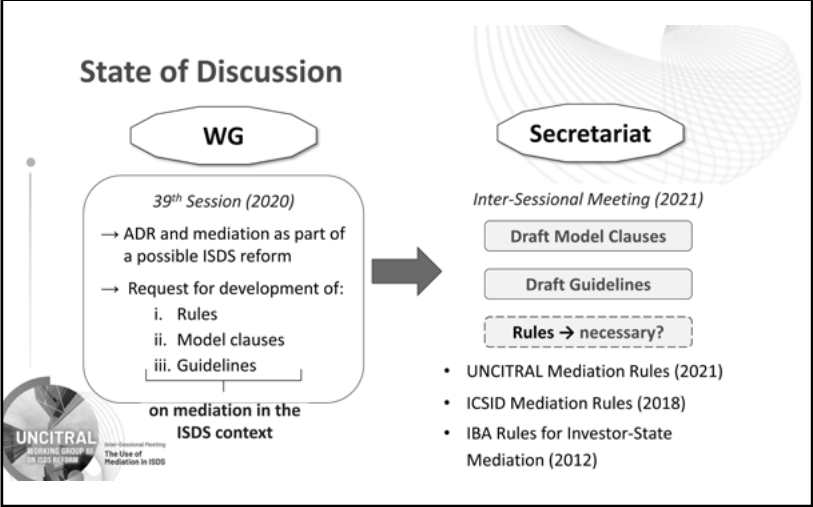 State of Discussion
WG
39th Session (2020)
→ ADR and mediation as part of
a possible ISDS reform
→ Request for development of:
i. Rules
ii. Model clauses
iii. Guidelines
on mediation in the
ISDS context
Secretariat
Inter-Sessional Meeting (2021)
Draft Model Clauses
Draft Guidelines
Rules → necessary?
• UNCITRAL Mediation Rules (2021)
• ICSID Mediation Rules (2018)
• IBA Rules for Investor-State
Mediation (2012)
UNCITRAL
WORKING GROUP III
ON ISDS REFORM
Inter-Sessional Meeting
The Use of
Mediation in ISDS